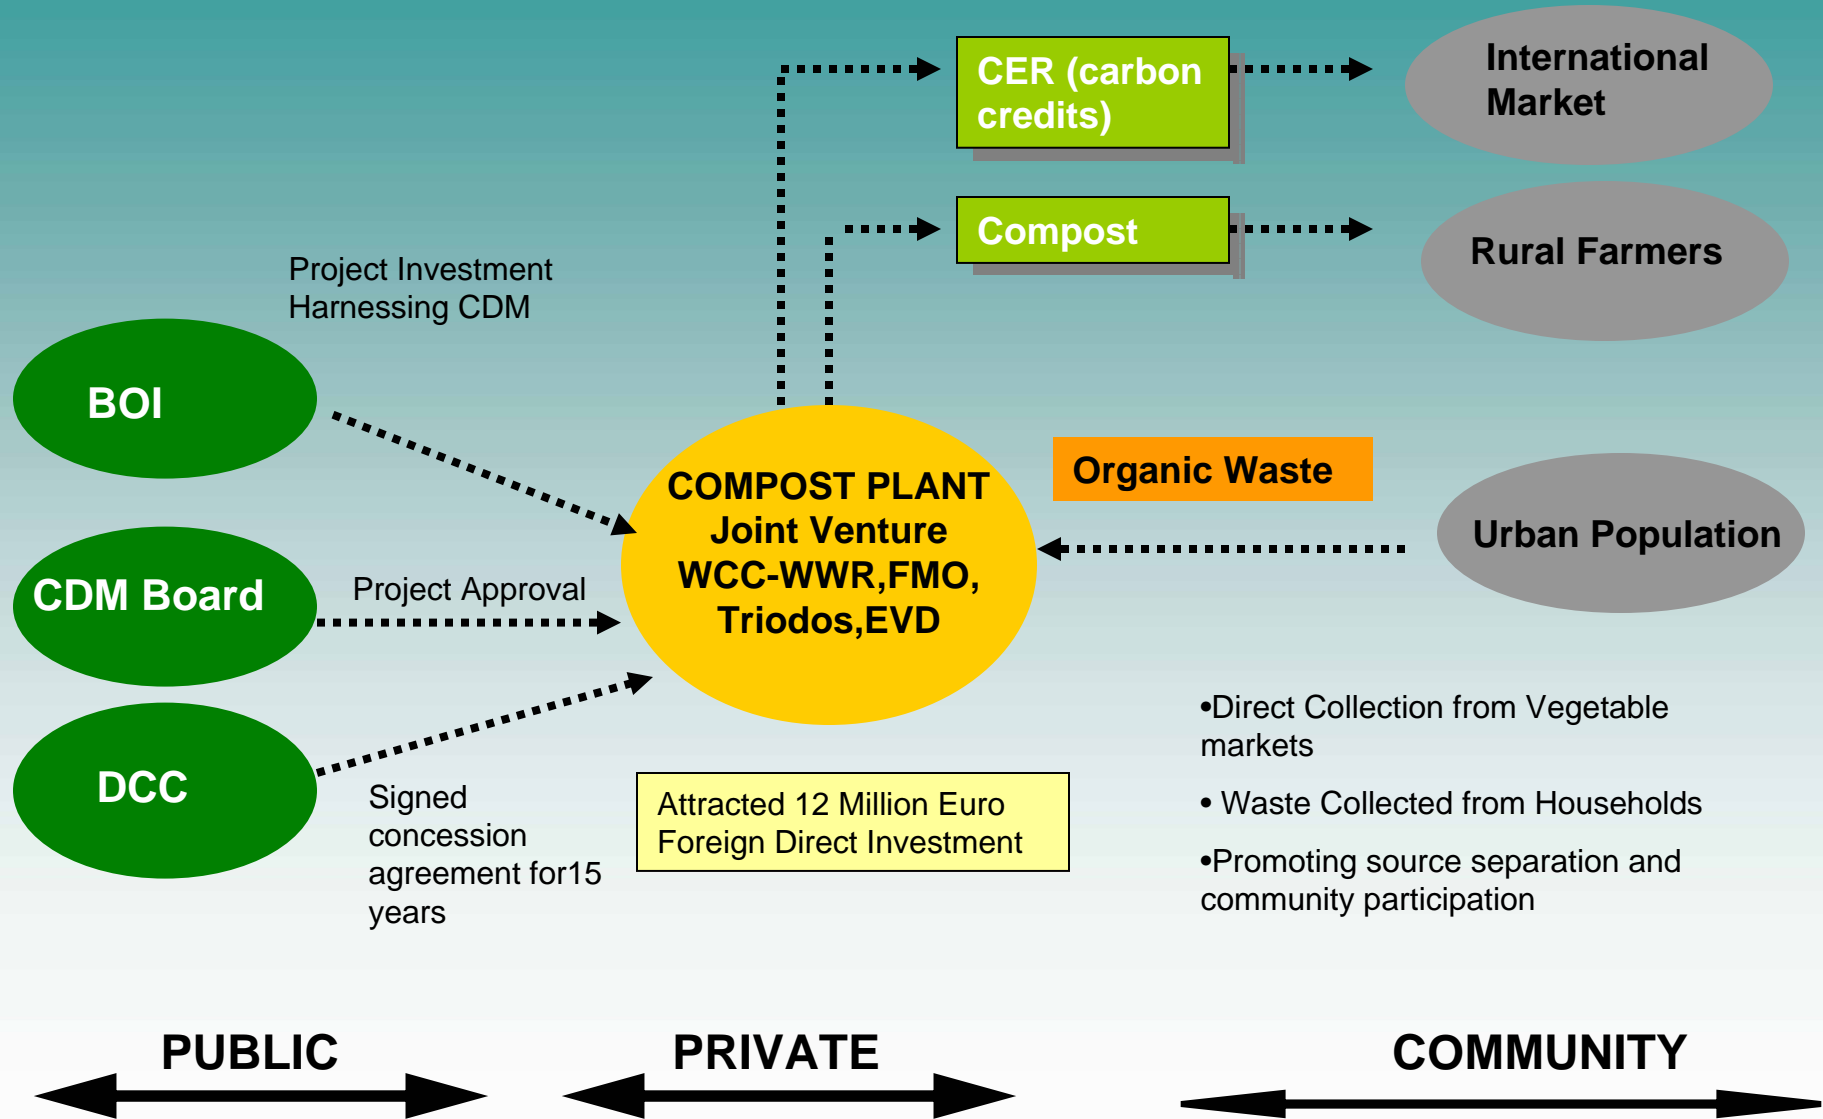 CER (carbon
credits)
International
Market
Compost
Rural Farmers
Project Investment
Harnessing CDM
BOI
COMPOST PLANT
Joint Venture
WCC-WWR,FMO,
Triodos,EVD
Organic Waste
Urban Population
CDM Board
Project Approval
DCC
Signed
concession
agreement for15
years
Attracted 12 Million Euro
Foreign Direct Investment
•Direct Collection from Vegetable
markets
• Waste Collected from Households
•Promoting source separation and
community participation
PUBLIC
PRIVATE
COMMUNITY